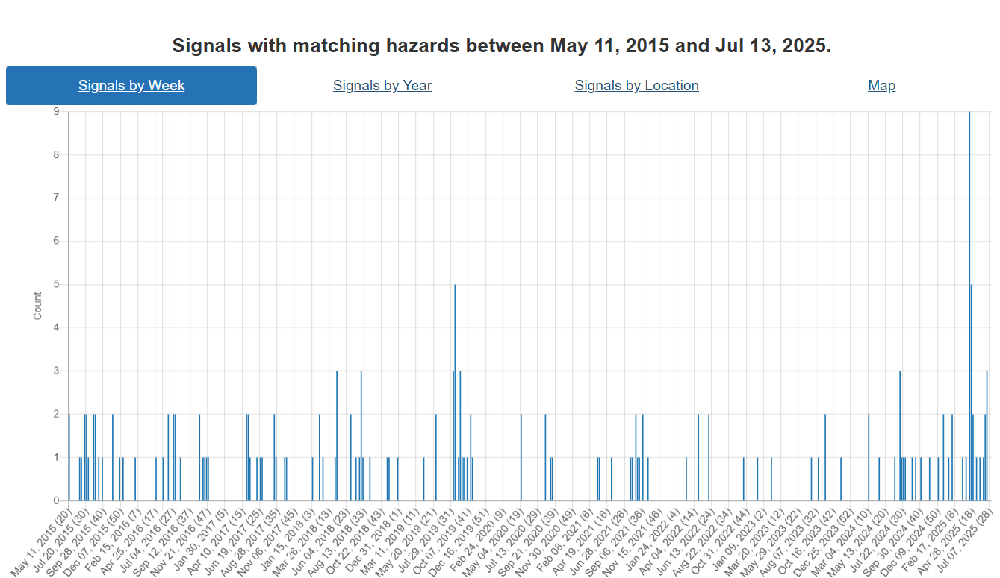 Signals with matching hazards between May 11, 2015 and Jul 13, 2025.
Signals by Week
Signals by Year
Signals by Location
Map
9
8
7
6
5
4
3
2
1
0
Count
May 11, 2015 (20)
Jul 20, 2015 (30)
Sep 28, 2015 (40)
Dec 07, 2015 (50)
Feb 15, 2016 (7)
Apr 25, 2016 (17)
Jul 04, 2016 (27)
Sep 12, 2016 (37)
Nov 21, 2016 (47)
Jan 30, 2017 (5)
Apr 10, 2017 (15)
Jun 19, 2017 (25)
Aug 28, 2017 (35)
Nov 06, 2017 (45)
Jan 15, 2018 (3)
Mar 26, 2018 (13)
Jun 04, 2018 (23)
Aug 13, 2018 (33)
Oct 22, 2018 (43)
Dec 31, 2018 (1)
Mar 11, 2019 (11)
May 20, 2019 (21)
Jul 29, 2019 (31)
Oct 07, 2019 (41)
Dec 16, 2019 (51)
Feb 24, 2020 (9)
May 04, 2020 (19)
Jul 13, 2020 (29)
Sep 21, 2020 (39)
Nov 30, 2020 (49)
Feb 08, 2021 (6)
Apr 19, 2021 (16)
Jun 28, 2021 (26)
Sep 06, 2021 (36)
Nov 15, 2021 (46)
Jan 24, 2022 (4)
Apr 04, 2022 (14)
Jun 13, 2022 (24)
Aug 22, 2022 (34)
Oct 31, 2022 (44)
Jan 09, 2023 (2)
Mar 20, 2023 (12)
May 29, 2023 (22)
Aug 07, 2023 (32)
Oct 16, 2023 (42)
Dec 25, 2023 (52)
Mar 04, 2024 (10)
May 13, 2024 (20)
Jul 22, 2024 (30)
Sep 30, 2024 (40)
Dec 09, 2024 (50)
Feb 17, 2025 (8)
Apr 28, 2025 (18)
Jul 07, 2025 (28)